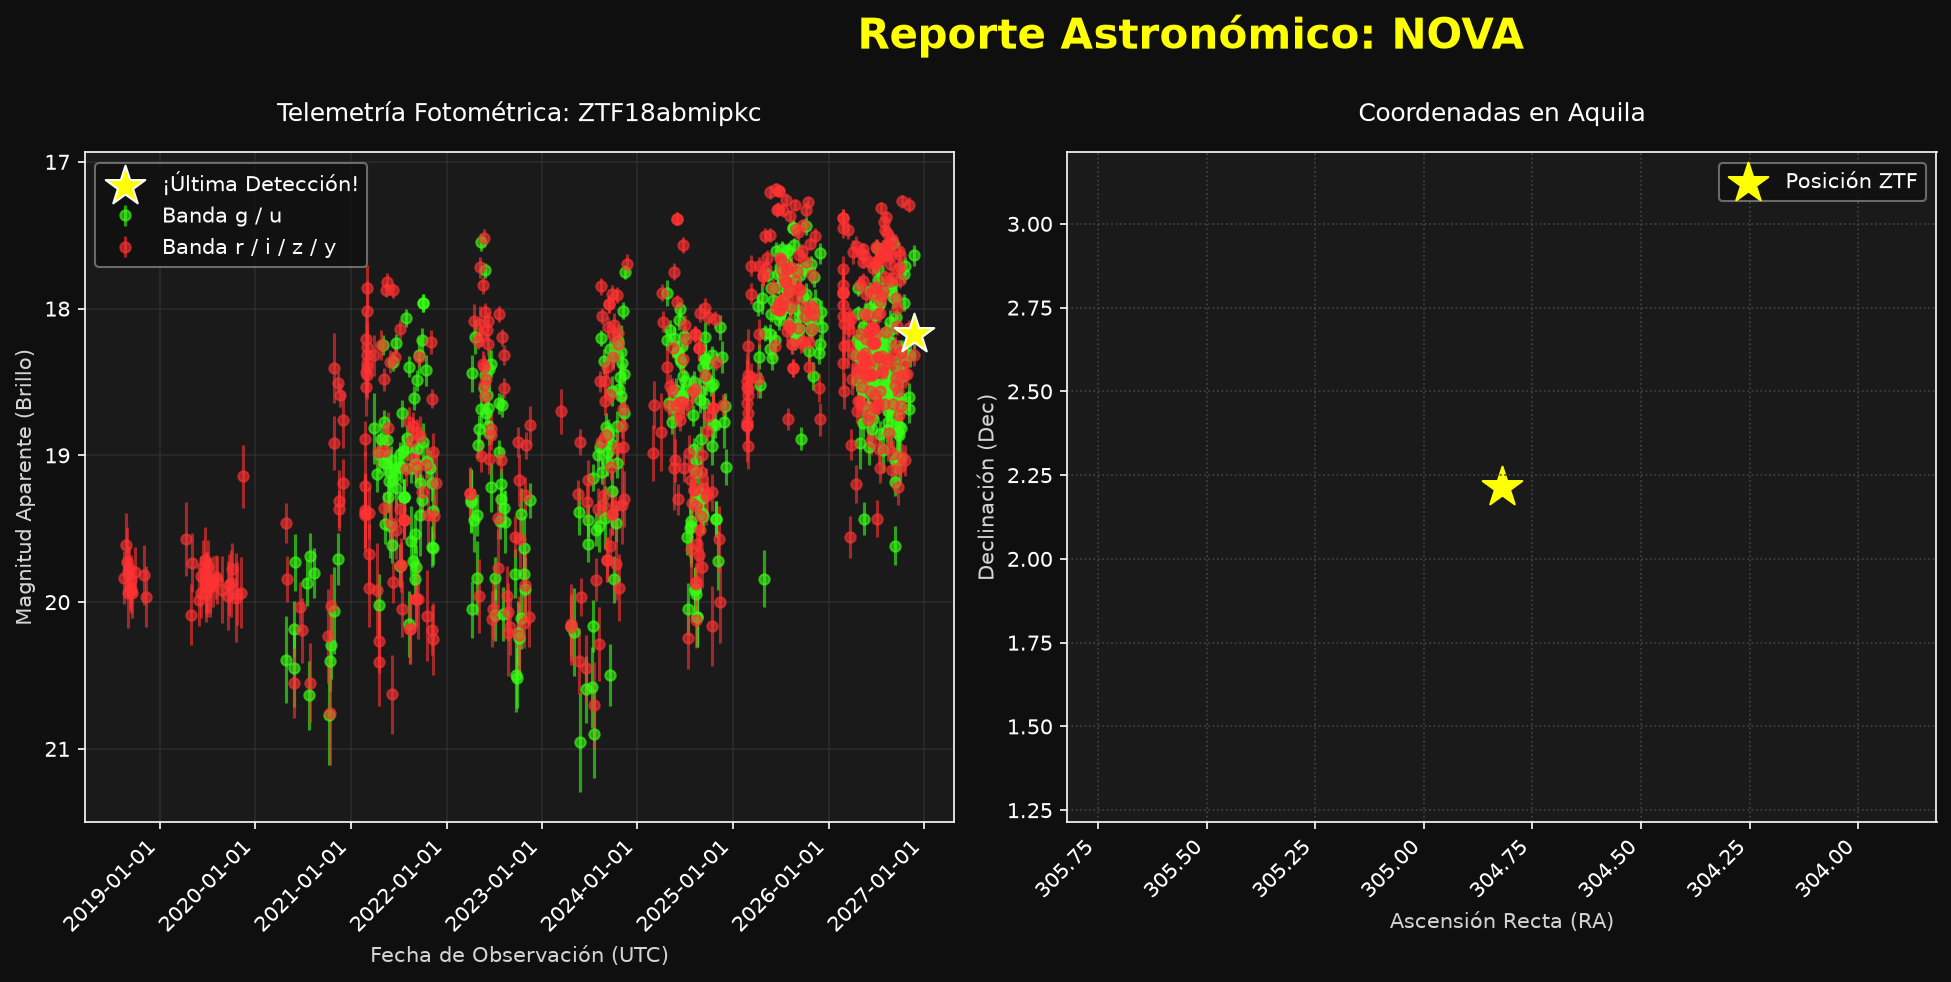 Reporte Astronómico: NOVA
Telemetría Fotométrica: ZTF18abmipkc
¡Última Detección!
Banda g / u
Banda r / i / z / y
Magnitud Aparente (Brillo)
17
18
19
20
21
2019-01-01
2020-01-01
2021-01-01
2022-01-01
2023-01-01
2024-01-01
2025-01-01
2026-01-01
2027-01-01
Fecha de Observación (UTC)
Coordenadas en Aquila
Posición ZTF
Declinación (Dec)
3.00
2.75
2.50
2.25
2.00
1.75
1.50
1.25
305.75
305.50
305.25
305.00
304.75
304.50
304.25
304.00
Ascensión Recta (RA)